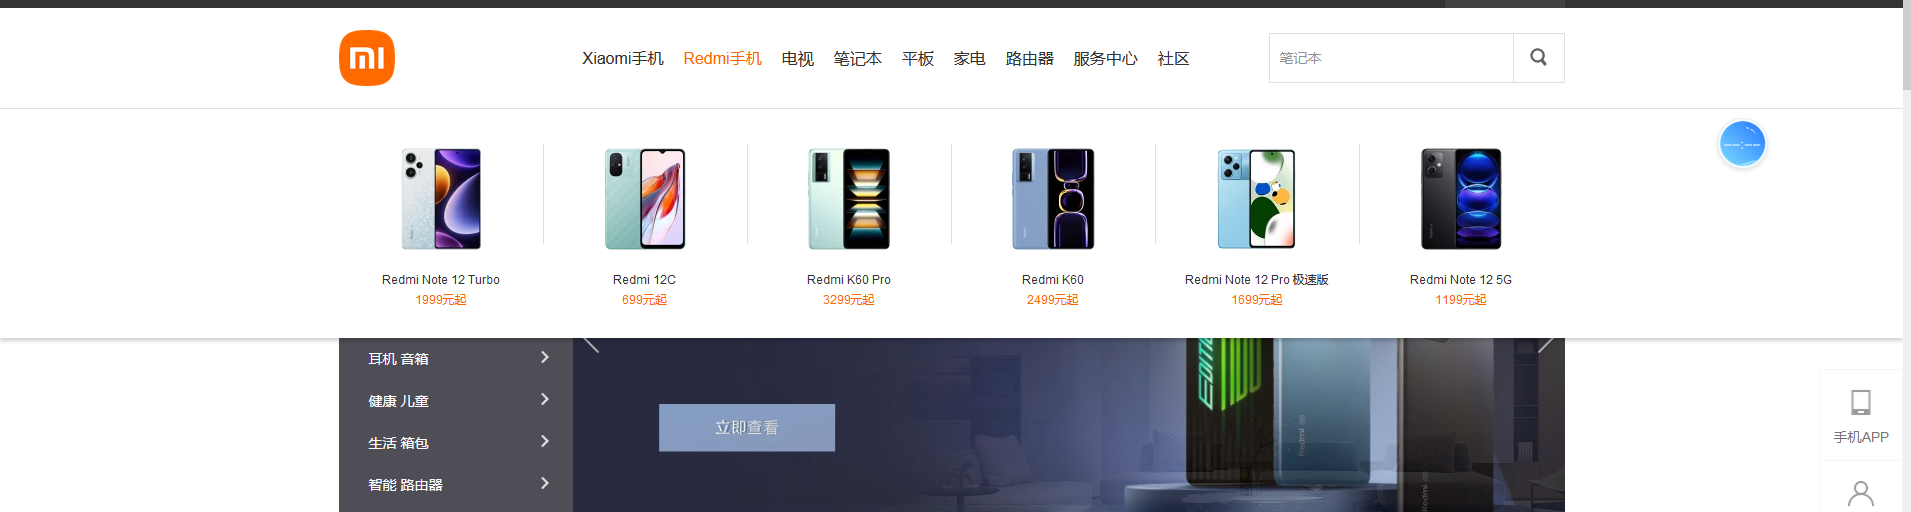 Xiaomi手机 Redmi手机 电视 笔记本 平板 家电 路由器 服务中心 社区
笔记本
Redmi Note 12 Turbo
1999元起
Redmi 12C
699元起
Redmi K60 Pro
3299元起
Redmi K60
2499元起
Redmi Note 12 Pro 极速版
1699元起
Redmi Note 12 5G
1199元起
耳机 音箱
健康 儿童
生活 箱包
智能 路由器
立即查看
EDITION
Redmi
Redmi
手机APP